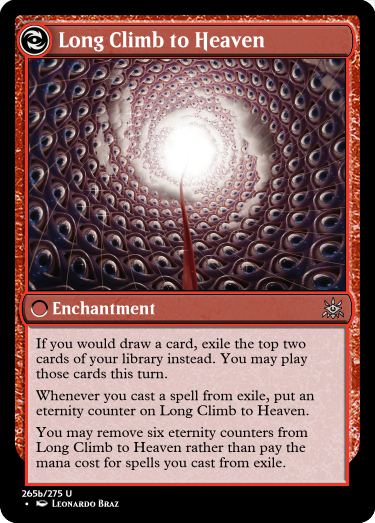 Long Climb to Heaven
Enchantment
If you would draw a card, exile the top two
cards of your library instead. You may play
those cards this turn.
Whenever you cast a spell from exile, put an
eternity counter on Long Climb to Heaven.
You may remove six eternity counters from
Long Climb to Heaven rather than pay the
mana cost for spells you cast from exile.
265b/275 U
• Leonardo Braz